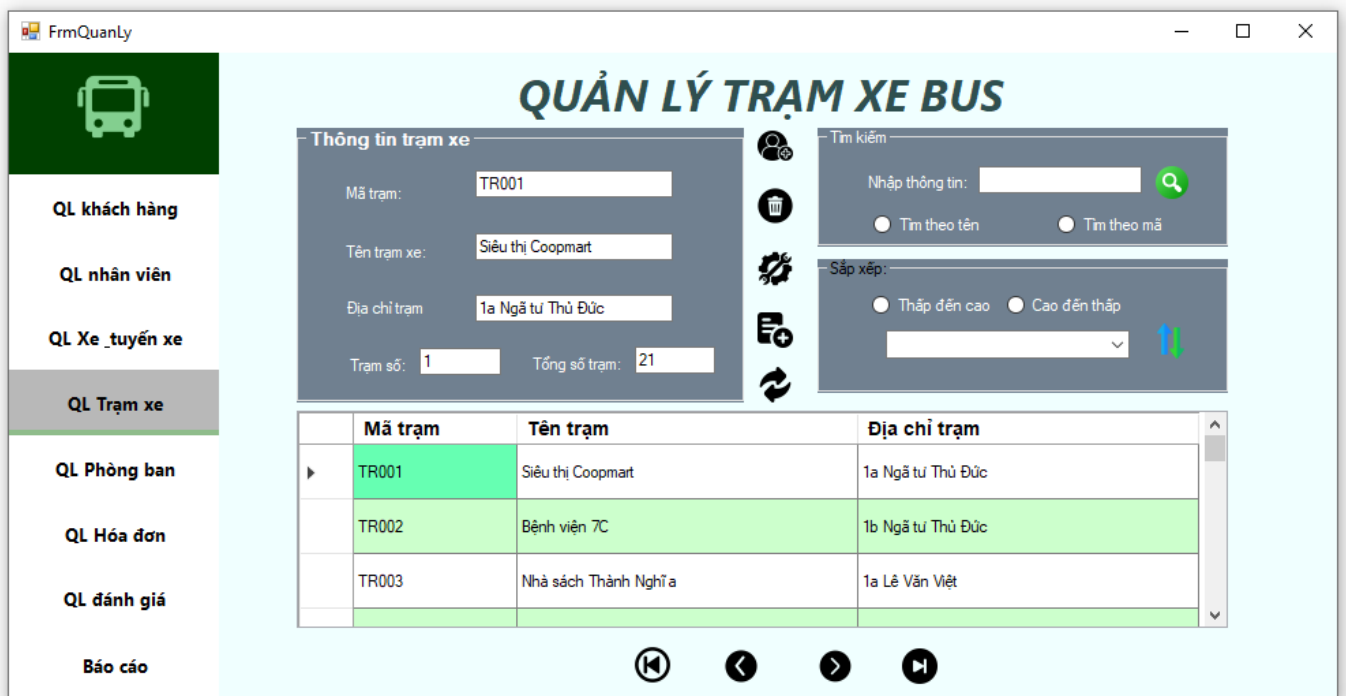 FrmQuanLy
QUẢN LÝ TRẠM XE BUS
QL khách hàng
QL nhân viên
QL Xe _tuyến xe
QL Trạm xe
QL Phòng ban
QL Hóa đơn
QL đánh giá
Báo cáo
Thông tin trạm xe
Mã trạm: TR001
Tên trạm xe: Siêu thị Coopmart
Địa chỉ trạm 1a Ngã tư Thủ Đức
Trạm số: 1 Tổng số trạm: 21
Tìm kiếm
Nhập thông tin:
Tìm theo tên Tìm theo mã
Sắp xếp:
Thấp đến cao Cao đến thấp
Mã trạm Tên trạm Địa chỉ trạm
TR001 Siêu thị Coopmart 1a Ngã tư Thủ Đức
TR002 Bệnh viện 7C 1b Ngã tư Thủ Đức
TR003 Nhà sách Thành Nghĩa 1a Lê Văn Việt